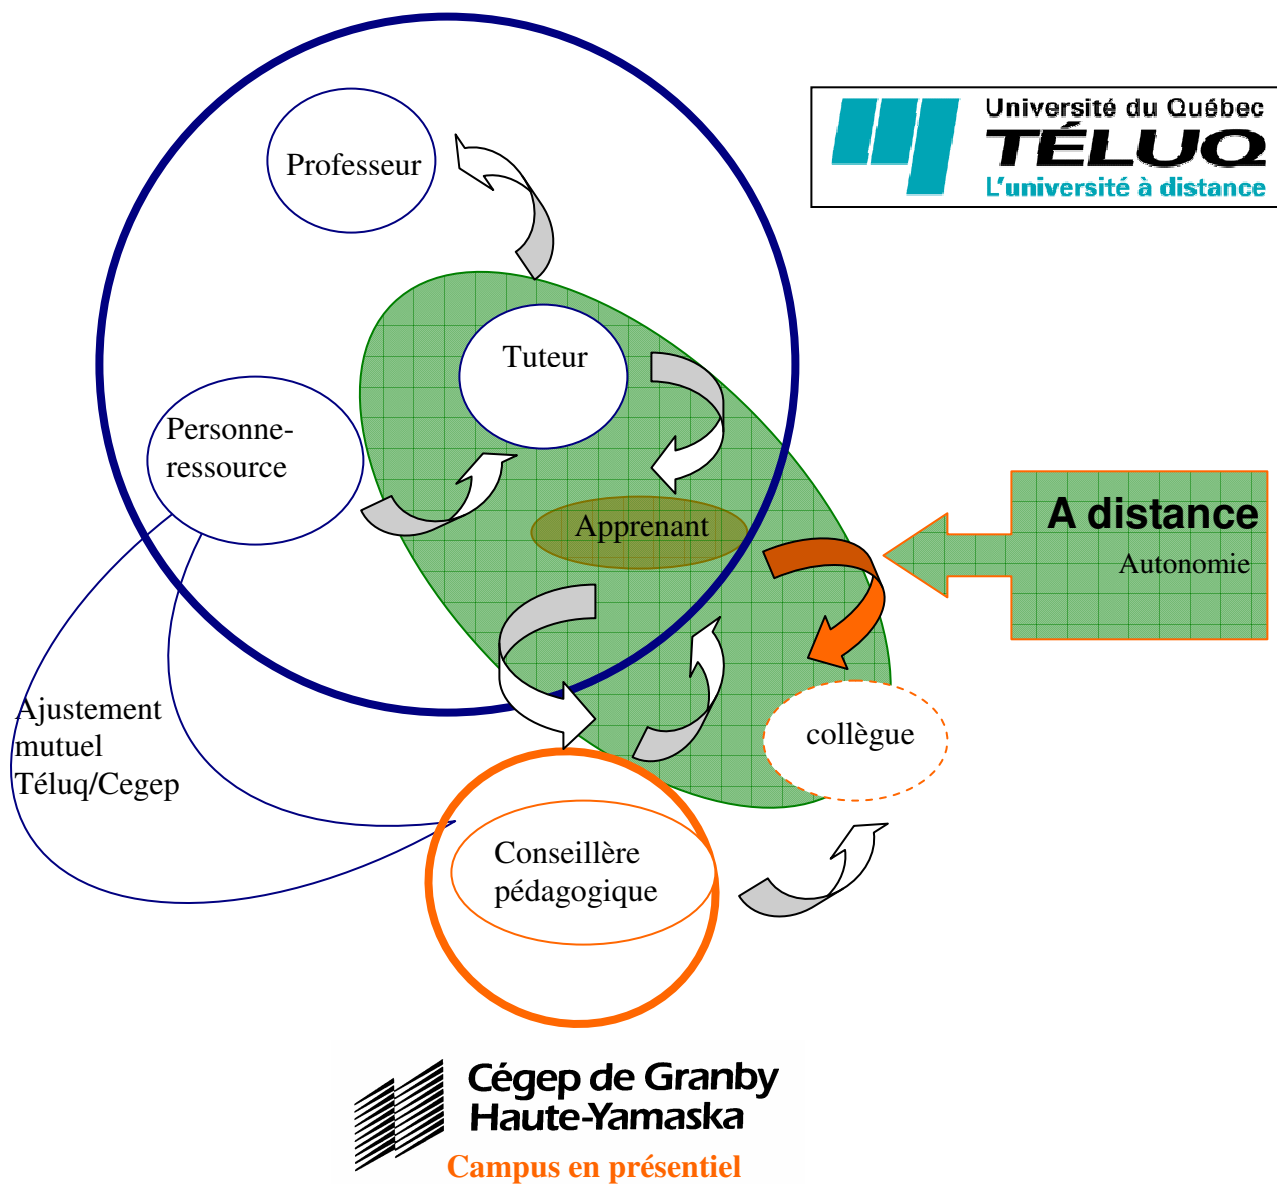 Université du Québec
TÉLUQ
L'université à distance
Professeur
Tuteur
Personne-
ressource
Apprenant
A distance
Autonomie
Ajustement
mutuel
Téluq/Cegep
collègue
Conseillère
pédagogique
Cégep de Granby
Haute-Yamaska
Campus en présentiel